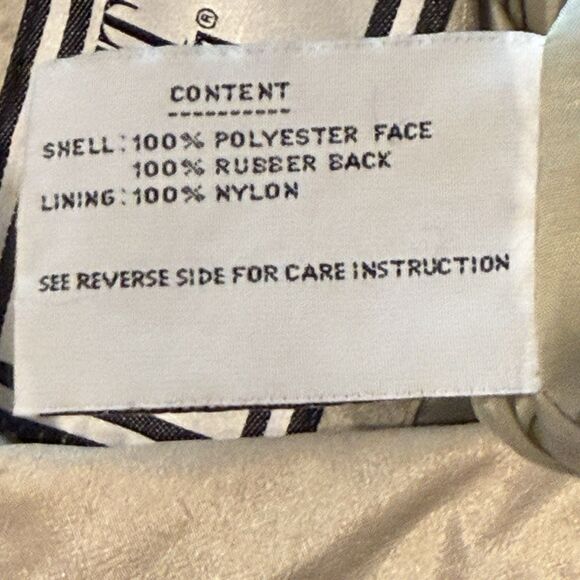 CONTENT
SHELL: 100% POLYESTER FACE
100% RUBBER BACK
LINING: 100% NYLON
SEE REVERSE SIDE FOR CARE INSTRUCTION